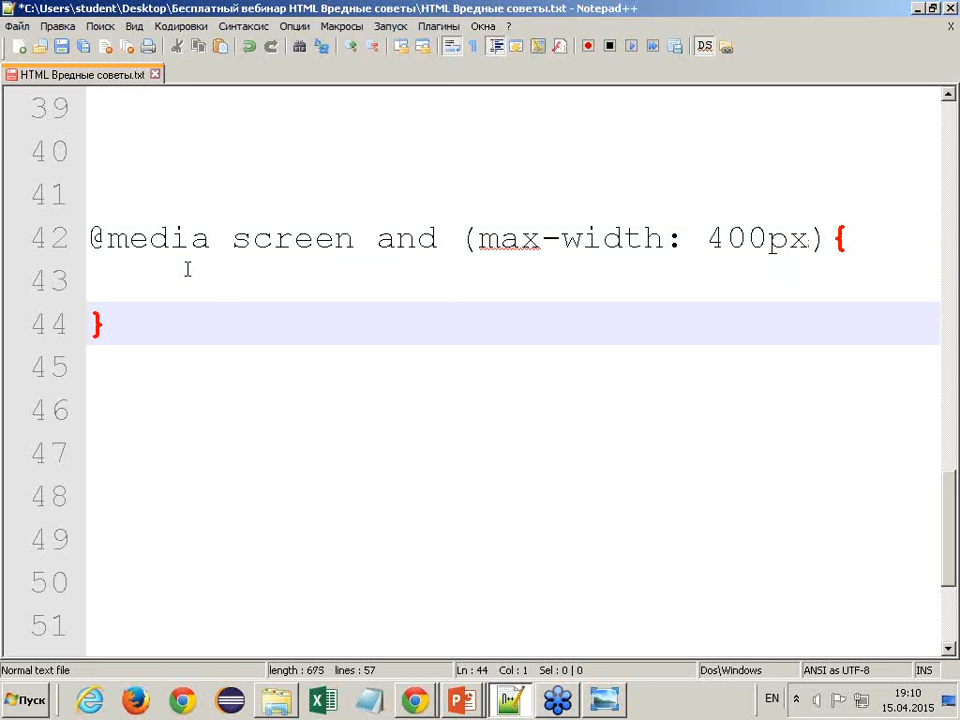 *C:\Users\student\Desktop\Бесплатный вебинар HTML Вредные советы\HTML Вредные советы.txt - Notepad++
Файл Правка Поиск Вид Кодировки Синтаксис Опции Макросы Запуск Плагины Окна ? X
HTML Вредные советы.txt
39
40
41
42 @media screen and (max-width: 400px){
43
44 }
45
46
47
48
49
50
51
Normal text file length : 675 lines : 57 Ln : 44 Col : 1 Sel : 0 | 0 Dos\Windows ANSI as UTF-8 INS
Пуск EN 19:10
15.04.2015